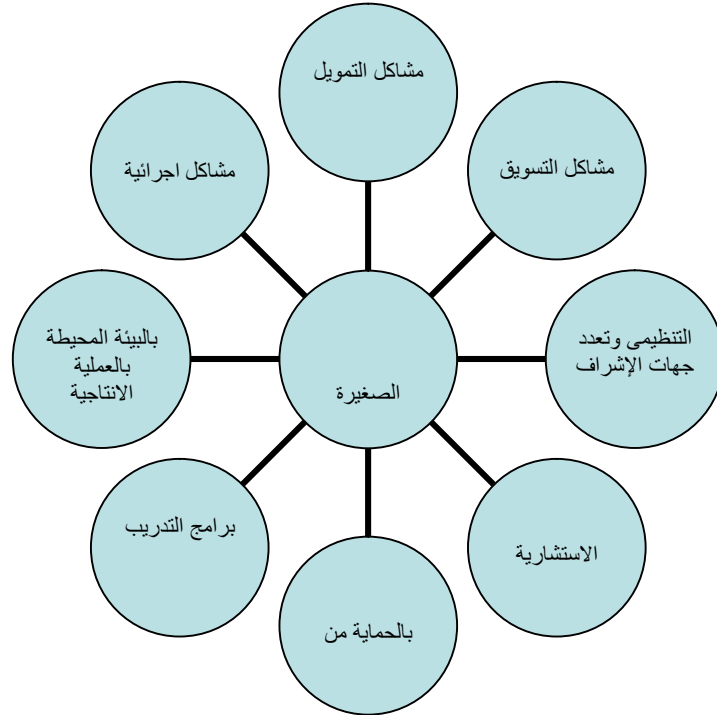 مشاكل التمويل
مشاكل التسويق
مشاكل اجرائية
التنظيمى وتعدد
جهات الإشراف
بالبيئة المحيطة
بالعملية
الانتاجية
الصغيرة
الاستشارية
برامج التدريب
بالحماية من